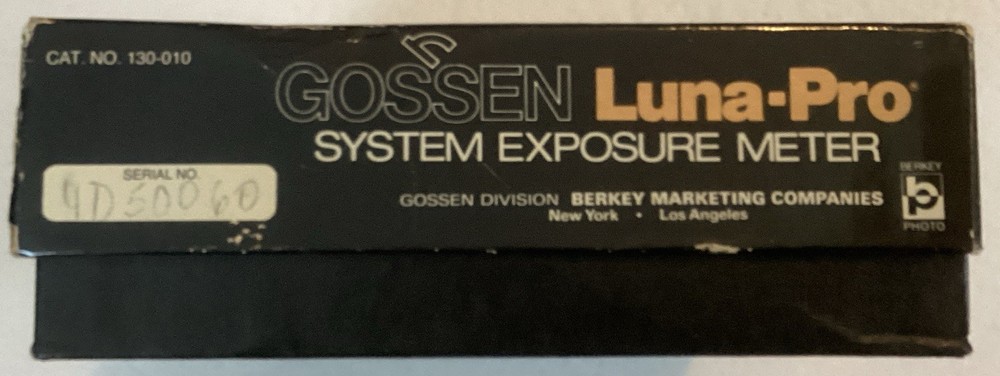 CAT. NO. 130-010
GOSSEN Luna-Pro®
SYSTEM EXPOSURE METER
SERIAL NO.
9D50060
GOSSEN DIVISION BERKEY MARKETING COMPANIES
New York • Los Angeles
BERKEY
bp
PHOTO